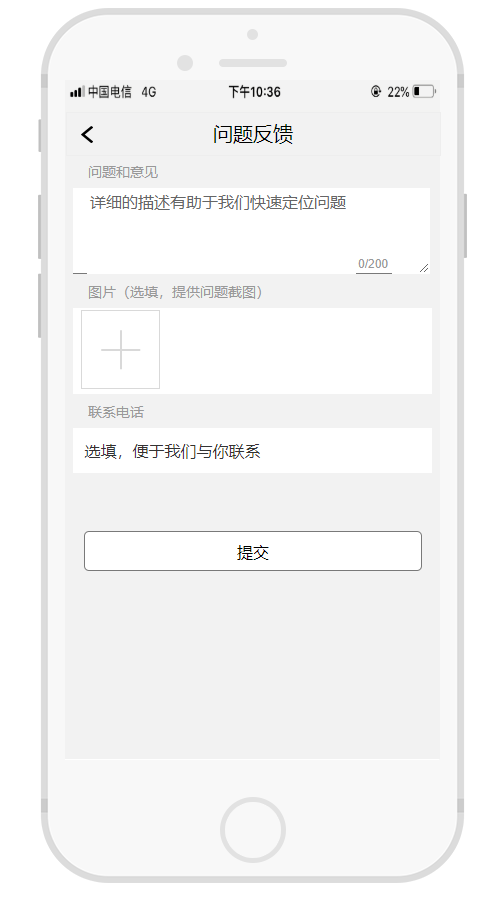 中国电信 4G 下午10:36 22%
问题反馈
问题和意见
详细的描述有助于我们快速定位问题
0/200
图片（选填，提供问题截图）
联系电话
选填，便于我们与你联系
提交